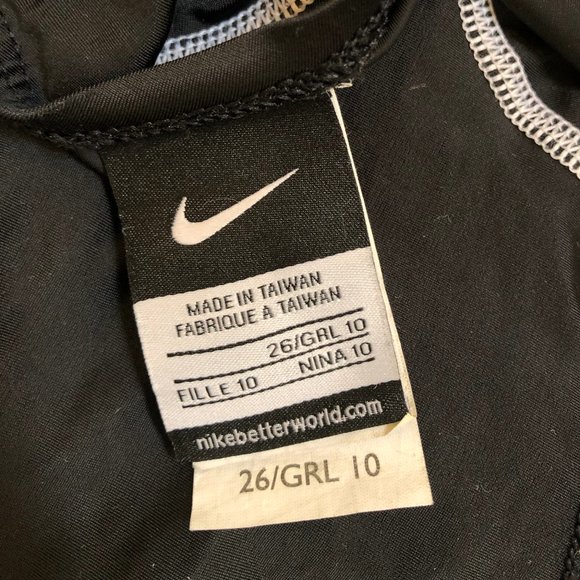 MADE IN TAIWAN
FABRIQUE A TAIWAN
26/GRL 10
FILLE 10 NINA 10
nikebetterworld.com
26/GRL 10